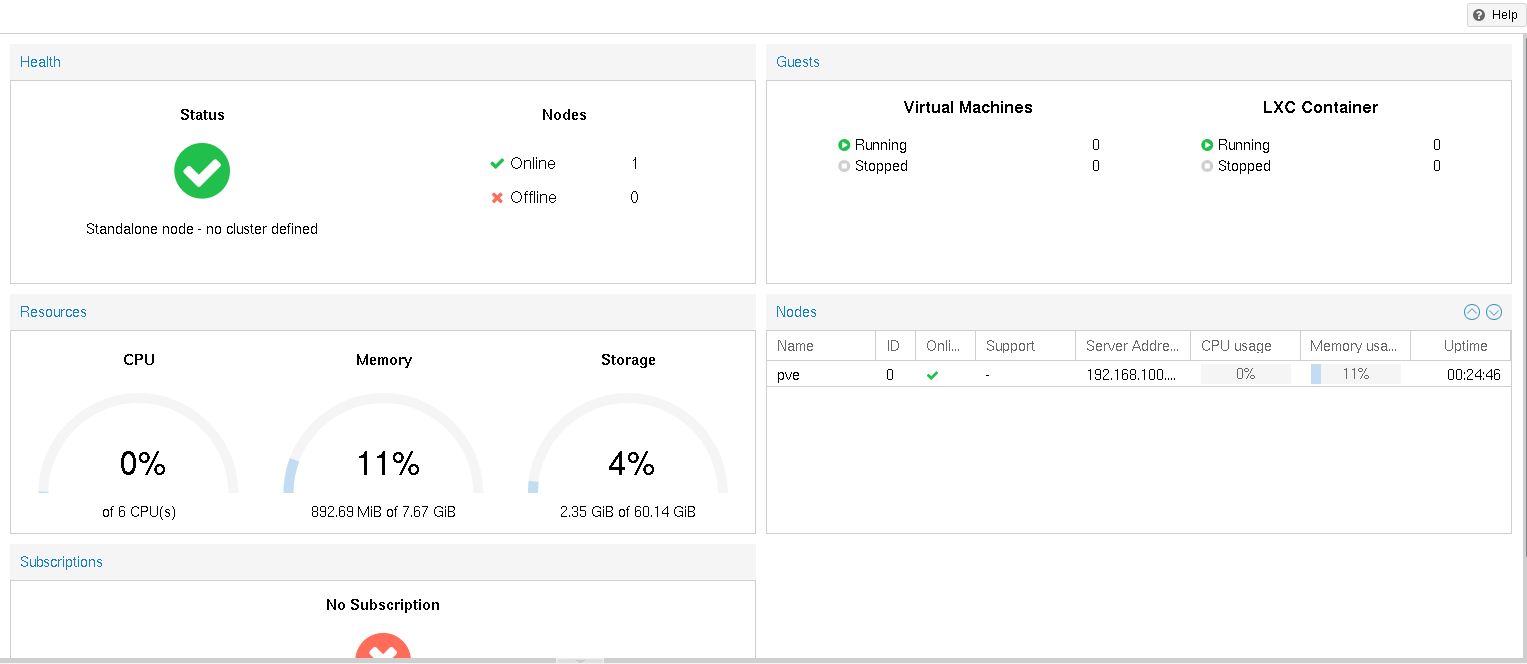 Help
Health
Status
Nodes
Online 1
Offline 0
Standalone node - no cluster defined
Guests
Virtual Machines
Running 0
Stopped 0
LXC Container
Running 0
Stopped 0
Resources
CPU
0%
of 6 CPU(s)
Memory
11%
892.69 MiB of 7.67 GiB
Storage
4%
2.35 GiB of 60.14 GiB
Nodes
Name ID Onli... Support Server Addre... CPU usage Memory usa... Uptime
pve 0 - 192.168.100.... 0% 11% 00:24:46
Subscriptions
No Subscription